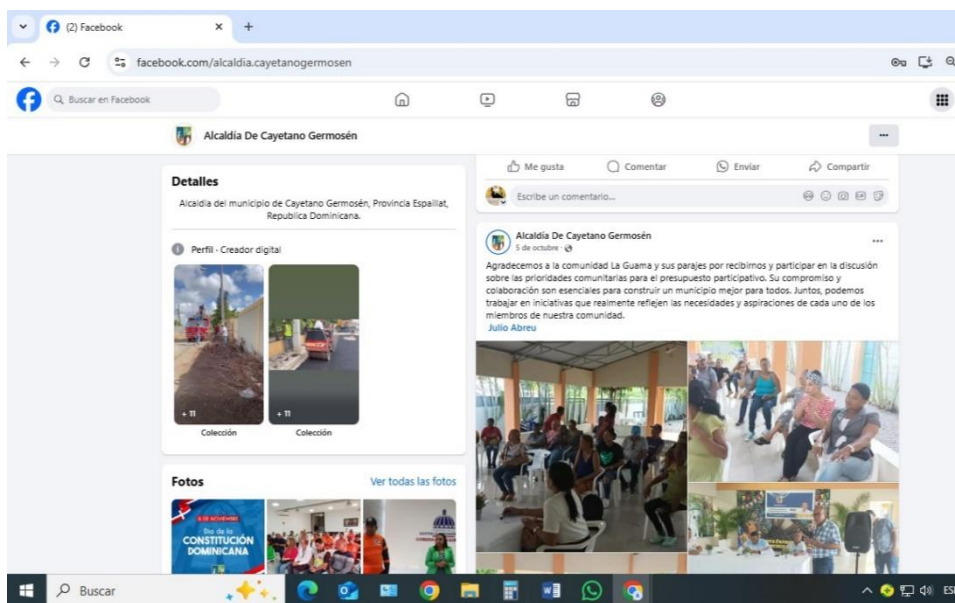 (2) Facebook
facebook.com/alcaldia.cayetanogermosen
Buscar en Facebook
Alcaldía De Cayetano Germosén
Detalles
Alcaldia del municipio de Cayetano Germosén, Provincia Espaillat,
Republica Dominicana.
Perfil · Creador digital
+ 11
+ 11
Colección
Colección
Fotos
Ver todas las fotos
6 DE NOVIEMBRE
Día de la
CONSTITUCIÓN
DOMINICANA
Me gusta
Comentar
Enviar
Compartir
Escribe un comentario...
Alcaldía De Cayetano Germosén
5 de octubre ·
Agradecemos a la comunidad La Guama y sus parajes por recibirnos y participar en la discusión
sobre las prioridades comunitarias para el presupuesto participativo. Su compromiso y
colaboración son esenciales para construir un municipio mejor para todos. Juntos, podemos
trabajar en iniciativas que realmente reflejen las necesidades y aspiraciones de cada uno de los
miembros de nuestra comunidad.
Julio Abreu
Buscar